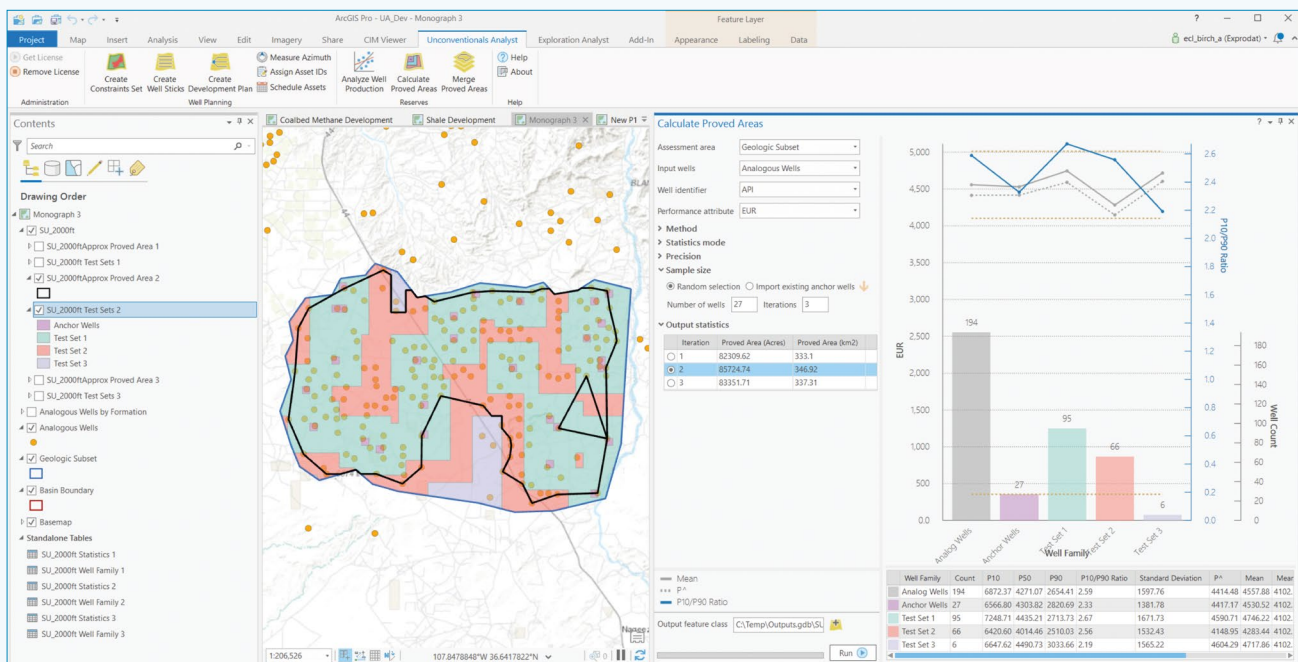 ArcGIS Pro - UA_Dev - Monograph 3
Feature Layer
Project Map Insert Analysis View Edit Imagery Share CIM Viewer Unconventionals Analyst Exploration Analyst Add-In Appearance Labeling Data
ecl_birch_a (Exprodat)
Get License
Remove License
Administration
Create Constraints Set
Create Well Sticks
Create Development Plan
Measure Azimuth
Assign Asset IDs
Schedule Assets
Well Planning
Analyze Well Production
Calculate Proved Areas
Merge Proved Areas
Reserves
Help
About
Help
Contents
Search
Drawing Order
Monograph 3
SU_2000ft
SU_2000ftApprox Proved Area 1
SU_2000ft Test Sets 1
SU_2000ftApprox Proved Area 2
SU_2000ft Test Sets 2
Anchor Wells
Test Set 1
Test Set 2
Test Set 3
SU_2000ftApprox Proved Area 3
SU_2000ft Test Sets 3
Analogous Wells by Formation
Analogous Wells
Geologic Subset
Basin Boundary
Basemap
Standalone Tables
SU_2000ft Statistics 1
SU_2000ft Well Family 1
SU_2000ft Statistics 2
SU_2000ft Well Family 2
SU_2000ft Statistics 3
SU_2000ft Well Family 3
Coalbed Methane Development
Shale Development
Monograph 3
New P1
44
44
1:206,526
107.8478848°W 36.6417822°N
0
Calculate Proved Areas
Assessment area Geologic Subset
Input wells Analogous Wells
Well identifier API
Performance attribute EUR
Method
Statistics mode
Precision
Sample size
Random selection Import existing anchor wells
Number of wells 27 Iterations 3
Output statistics
Iteration Proved Area (Acres) Proved Area (km2)
1 82309.62 333.1
2 85724.74 346.92
3 83351.71 337.31
Mean
P^
P10/P90 Ratio
Output feature class C:\Temp\Outputs.gdb\SU
Run
5,000
4,500
4,000
3,500
3,000
2,500
2,000
1,500
1,000
500
0.0
EUR
194
27
95
66
6
Analog Wells
Anchor Wells
Test Set 1
Test Set 2
Test Set 3
Well Family
2.6
2.4
2.2
2.0
1.8
1.6
1.4
1.2
1.0
0.8
0.6
0.4
0.2
0.0
P10/P90 Ratio
180
160
140
120
100
80
60
40
20
0
Well Count
Well Family Count P10 P50 P90 P10/P90 Ratio Standard Deviation P^ Mean Mear
Analog Wells 194 6872.37 4271.07 2654.41 2.59 1597.76 4414.48 4557.88 4102.
Anchor Wells 27 6566.80 4303.82 2820.69 2.33 1381.78 4417.17 4530.52 4102.
Test Set 1 95 7248.71 4435.21 2713.73 2.67 1671.73 4590.71 4746.22 4102.
Test Set 2 66 6420.60 4014.46 2510.03 2.56 1532.43 4148.95 4283.44 4102.
Test Set 3 6 6647.62 4490.73 3033.66 2.19 1565.22 4604.29 4717.86 4102.